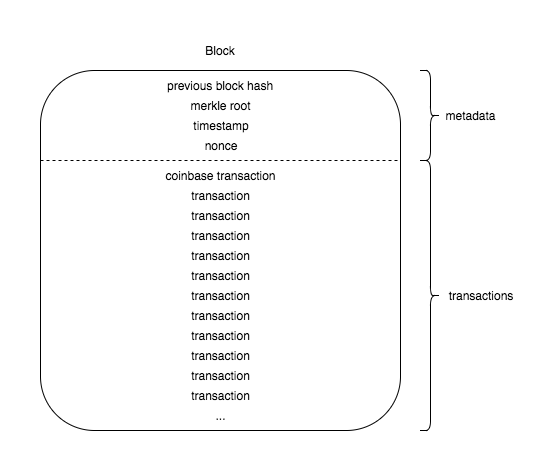 Block
previous block hash
merkle root
timestamp
nonce
metadata
coinbase transaction
transaction
transaction
transaction
transaction
transaction
transaction
transaction
transaction
transaction
transaction
transaction
...
transactions